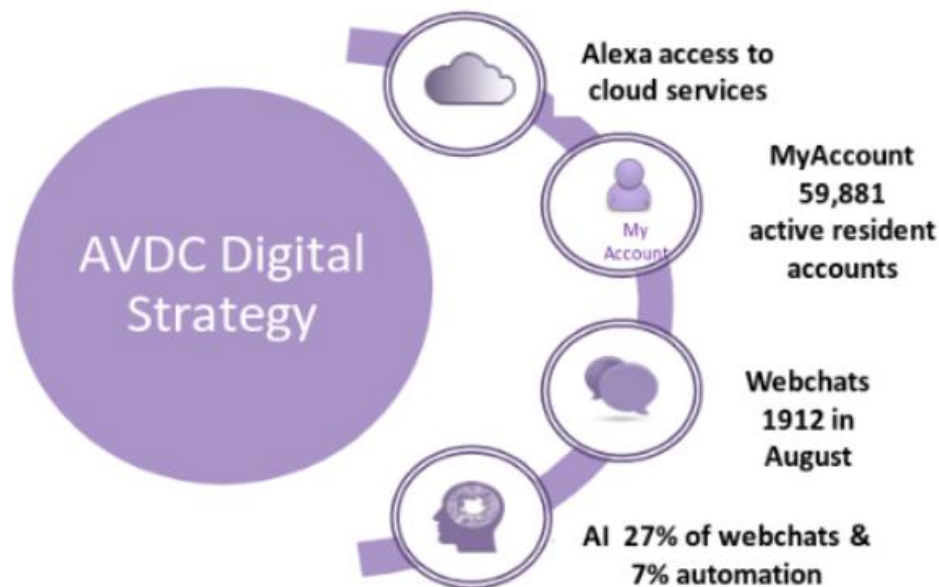 AVDC Digital
Strategy
Alexa access to
cloud services
My
Account
MyAccount
59,881
active resident
accounts
Webchats
1912 in
August
AI 27% of webchats &
7% automation